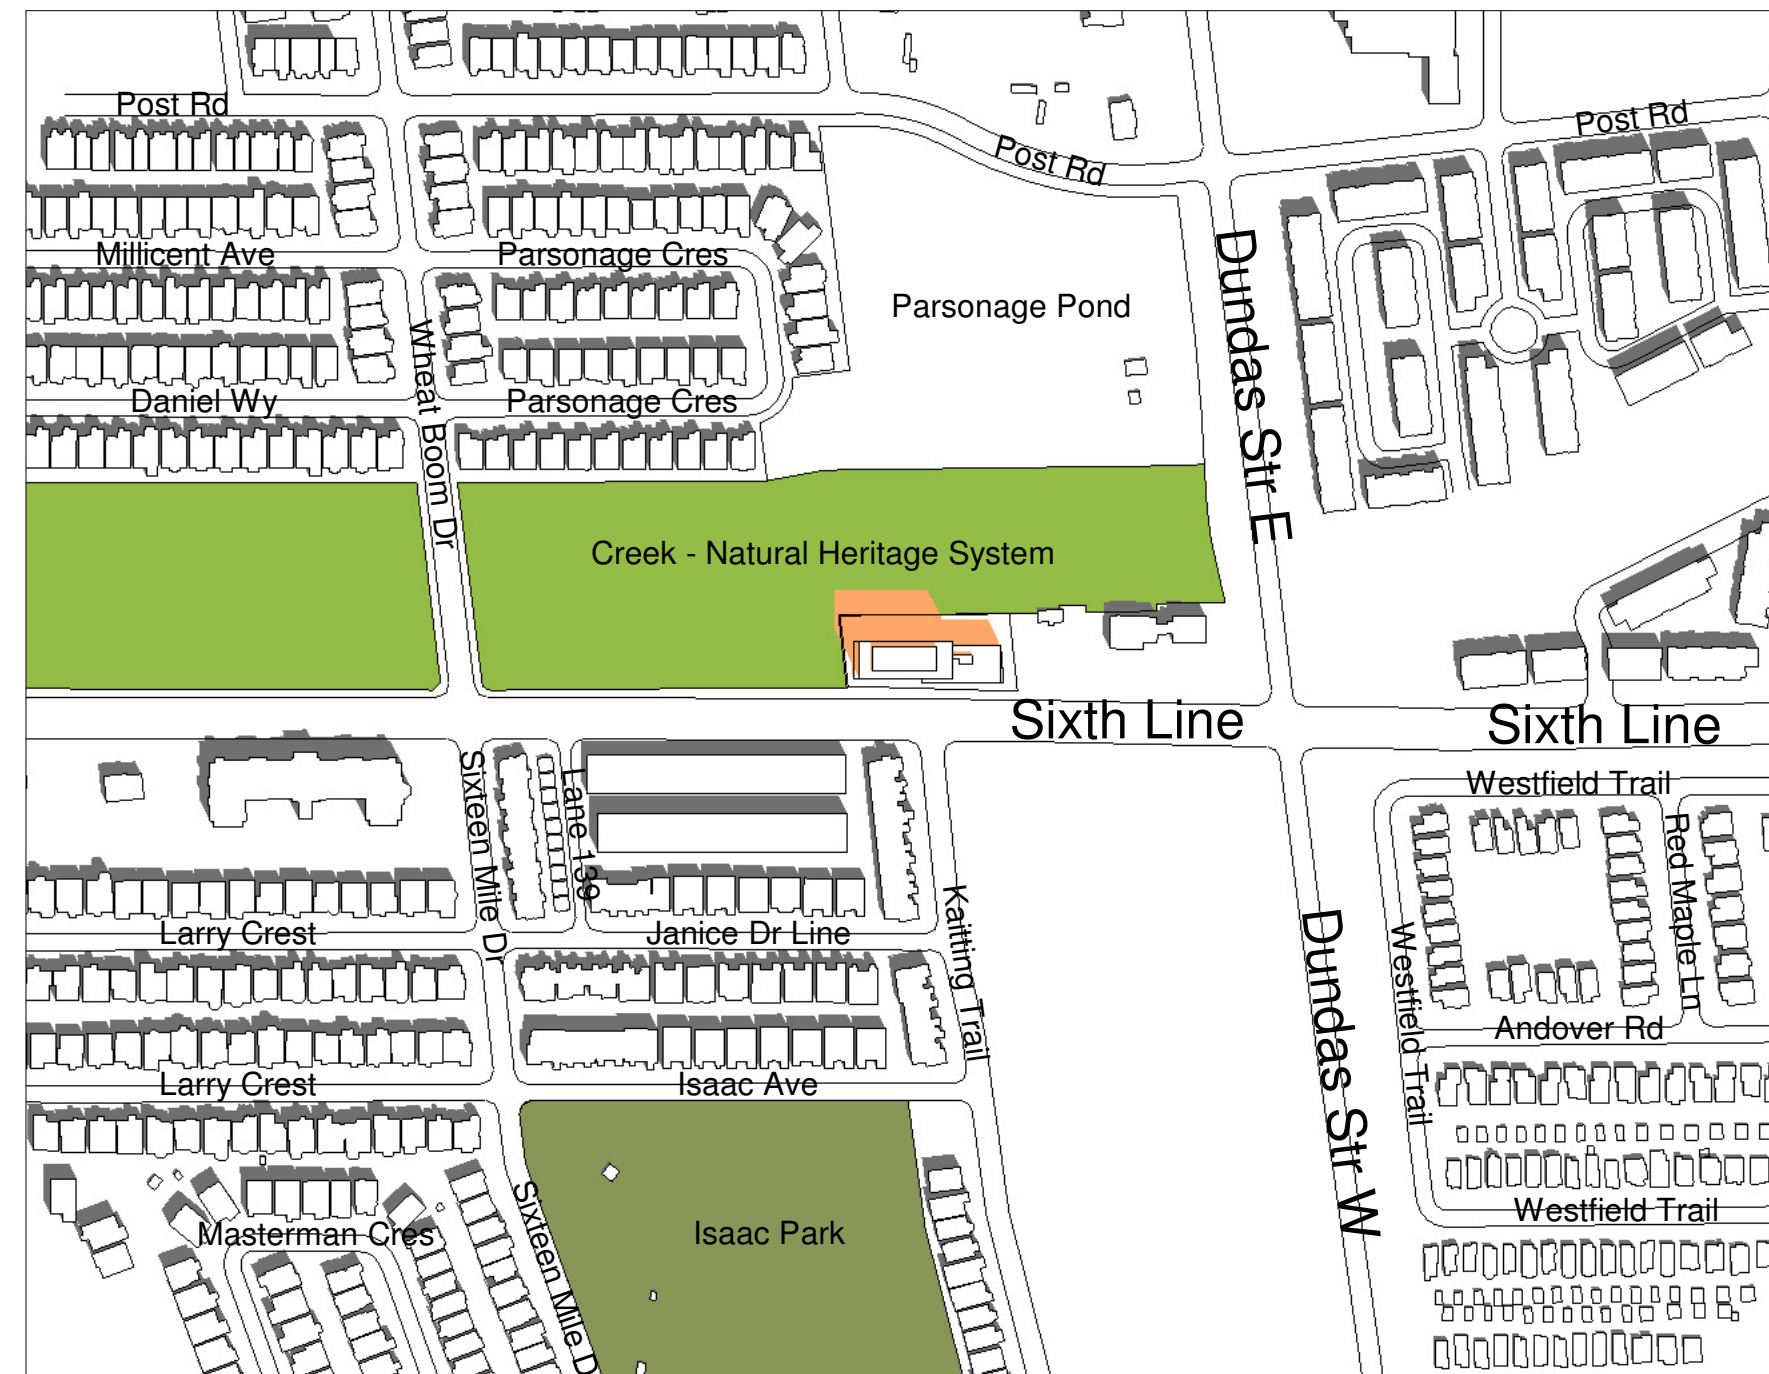 Post Rd
Post Rd
Post Rd
Millicent Ave
Parsonage Cres
Parsonage Pond
Dundas Str E
Wheat Boom Dr
Daniel Wy
Parsonage Cres
Creek - Natural Heritage System
Sixth Line
Sixth Line
Westfield Trail
Sixteen Mile Dr
Lane 139
Red Maple Ln
Kaitting Trail
Larry Crest
Janice Dr Line
Dundas Str W
Westfield Trail
Andover Rd
Larry Crest
Isaac Ave
Westfield Trail
Masterman Cres
Sixteen Mile D
Isaac Park